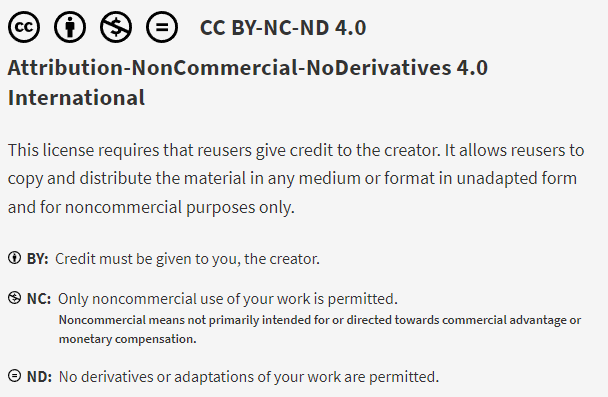 CC BY-NC-ND 4.0
Attribution-NonCommercial-NoDerivatives 4.0
International
This license requires that reusers give credit to the creator. It allows reusers to
copy and distribute the material in any medium or format in unadapted form
and for noncommercial purposes only.
BY: Credit must be given to you, the creator.
NC: Only noncommercial use of your work is permitted.
Noncommercial means not primarily intended for or directed towards commercial advantage or
monetary compensation.
ND: No derivatives or adaptations of your work are permitted.